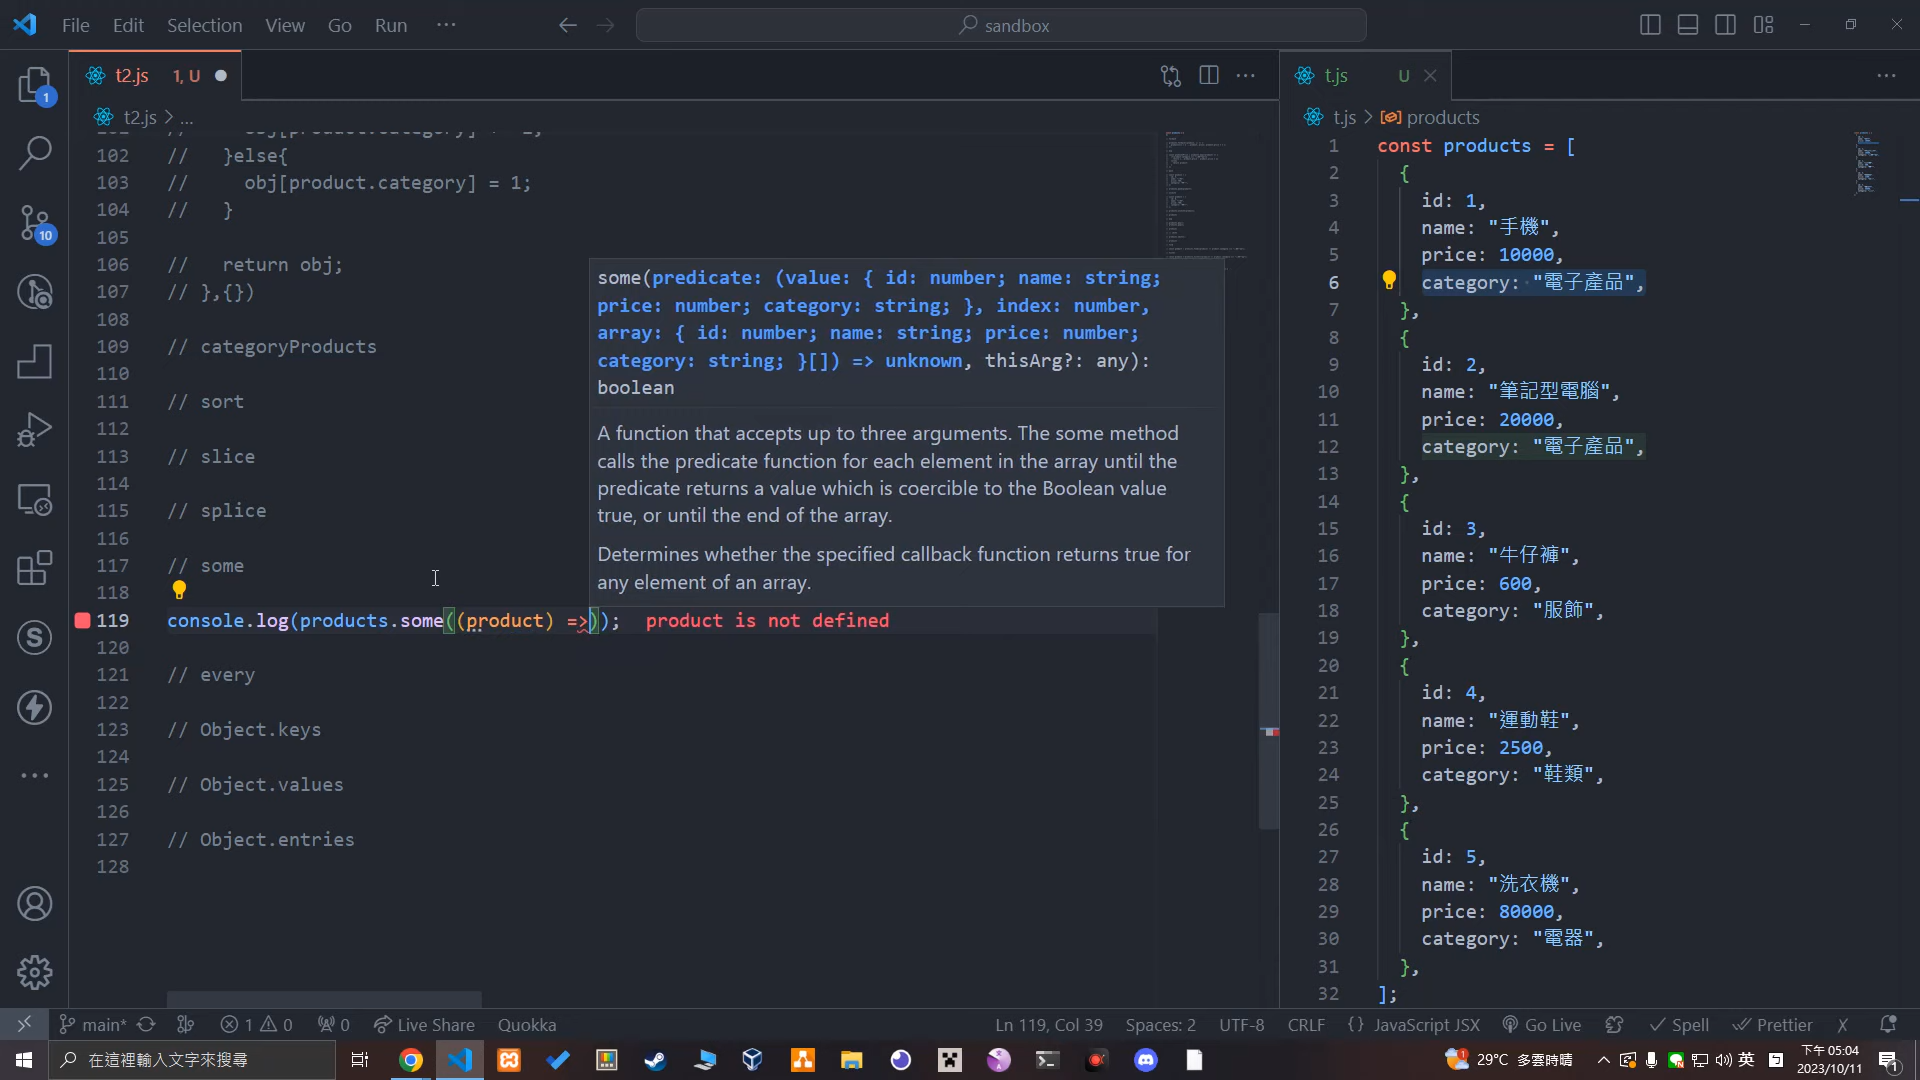 File Edit Selection View Go Run ···
sandbox
t2.js 1, U
t2.js > ...
102 // }else{
103 // obj[product.category] = 1;
104 // }
105
106 // return obj;
107 // },{})
108
109 // categoryProducts
110
111 // sort
112
113 // slice
114
115 // splice
116
117 // some
118
119 console.log(products.some((product) =>)); product is not defined
120
121 // every
122
123 // Object.keys
124
125 // Object.values
126
127 // Object.entries
128
some(predicate: (value: { id: number; name: string;
price: number; category: string; }, index: number,
array: { id: number; name: string; price: number;
category: string; }[]) => unknown, thisArg?: any):
boolean
A function that accepts up to three arguments. The some method
calls the predicate function for each element in the array until the
predicate returns a value which is coercible to the Boolean value
true, or until the end of the array.
Determines whether the specified callback function returns true for
any element of an array.
t.js U
t.js > products
1 const products = [
2 {
3 id: 1,
4 name: "手機",
5 price: 10000,
6 category: "電子產品",
7 },
8 {
9 id: 2,
10 name: "筆記型電腦",
11 price: 20000,
12 category: "電子產品",
13 },
14 {
15 id: 3,
16 name: "牛仔褲",
17 price: 600,
18 category: "服飾",
19 },
20 {
21 id: 4,
22 name: "運動鞋",
23 price: 2500,
24 category: "鞋類",
25 },
26 {
27 id: 5,
28 name: "洗衣機",
29 price: 80000,
30 category: "電器",
31 },
32 ];
1
10
main* 1 0 0 Live Share Quokka Ln 119, Col 39 Spaces: 2 UTF-8 CRLF {} JavaScript JSX Go Live Spell Prettier
在這裡輸入文字來搜尋
29°C 多雲時晴
英
下午 05:04
2023/10/11
1